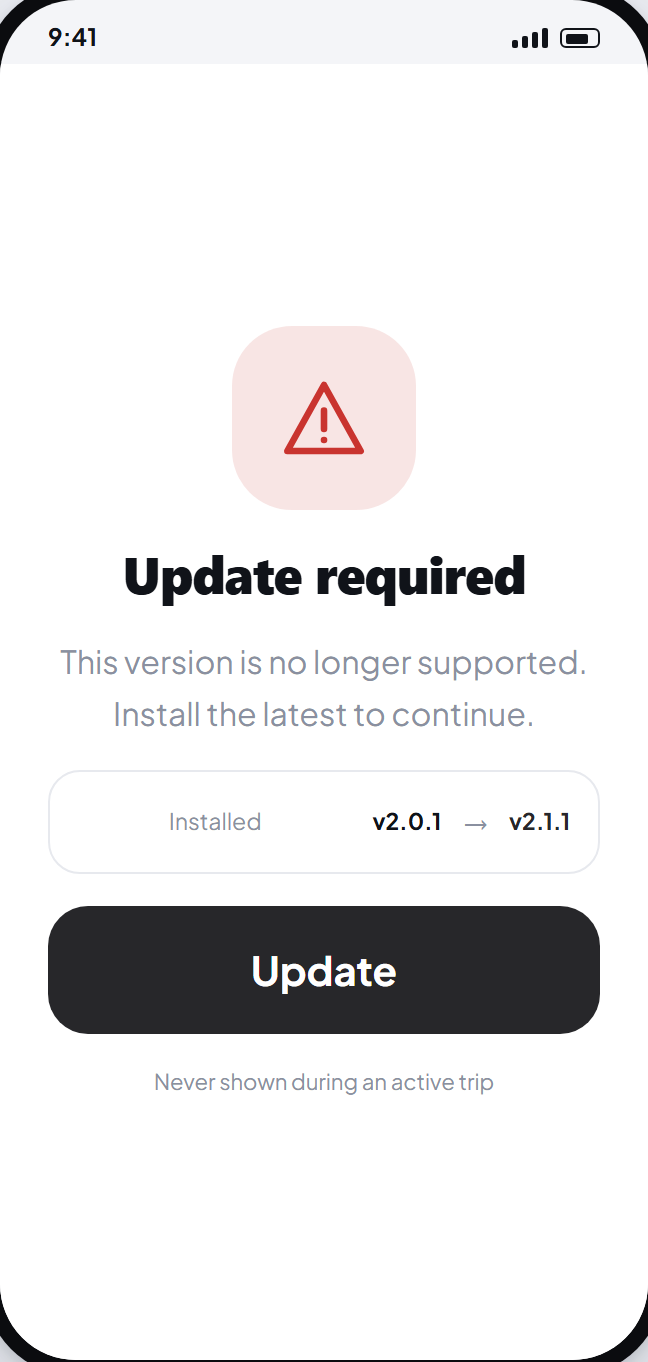 9:41
Update required
This version is no longer supported.
Install the latest to continue.
Installed v2.0.1 → v2.1.1
Update
Never shown during an active trip